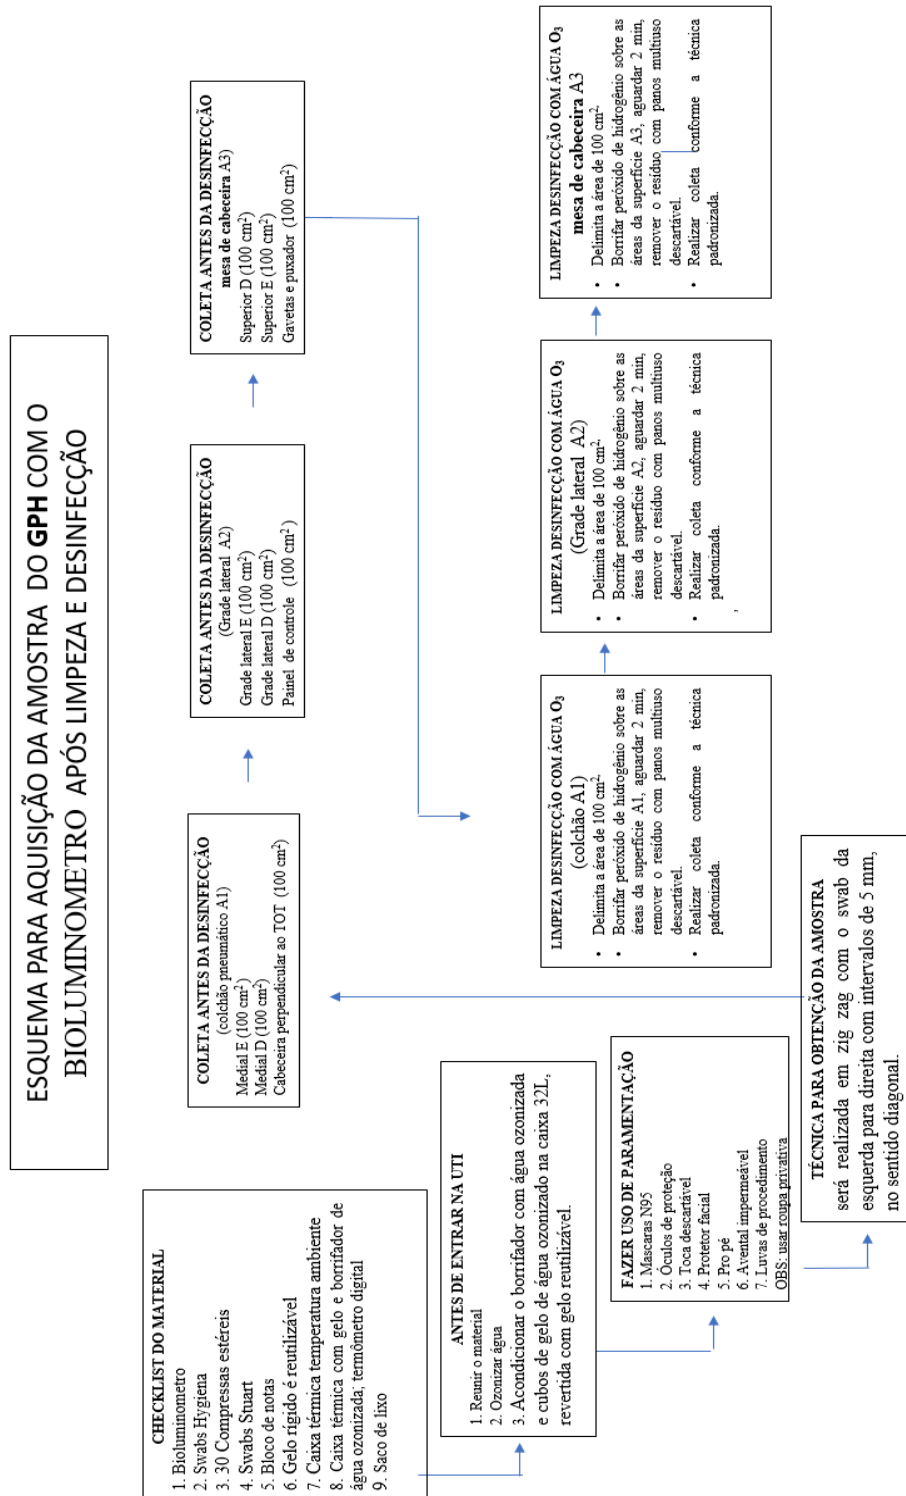 ESQUEMA PARA AQUISIÇÃO DA AMOSTRA DO GPH COM O
BIOLUMINOMETRO APÓS LIMPEZA E DESINFECÇÃO
CHECKLIST DO MATERIAL
1. Bioluminometro
2. Swabs Hygiena
3. 30 Compressas estéreis
4. Swabs Stuart
5. Bloco de notas
6. Gelo rígido é reutilizável
7. Caixa térmica temperatura ambiente
8. Caixa térmica com gelo e borrifador de
água ozonizada; termômetro digital
9. Saco de lixo
ANTES DE ENTRAR NA UTI
1. Reunir o material
2. Ozonizar água
3. Acondicionar o borrifador com água ozonizada
e cubos de gelo de água ozonizado na caixa 32L,
revertida com gelo reutilizável.
FAZER USO DE PARAMENTAÇÃO
1. Mascaras N95
2. Óculos de proteção
3. Toca descartável
4. Protetor facial
5. Pro pé
6. Avental impermeável
7. Luvas de procedimento
OBS: usar roupa privativa
TÉCNICA PARA OBTENÇÃO DA AMOSTRA
será realizada em zig zag com o swab da
esquerda para direita com intervalos de 5 mm,
no sentido diagonal.
COLETA ANTES DA DESINFECÇÃO
(colchão pneumático A1)
Medial E (100 cm²)
Medial D (100 cm²)
Cabeceira perpendicular ao TOT (100 cm²)
COLETA ANTES DA DESINFECÇÃO
(Grade lateral A2)
Grade lateral E (100 cm²)
Grade lateral D (100 cm²)
Painel de controle (100 cm² )
COLETA ANTES DA DESINFECÇÃO
mesa de cabeceira A3)
Superior D (100 cm²)
Superior E (100 cm²)
Gavetas e puxador (100 cm²)
LIMPEZA DESINFECÇÃO COM ÁGUA O₃
(colchão A1)
• Delimita a área de 100 cm².
• Borrifar peróxido de hidrogênio sobre as
áreas da superfície A1, aguardar 2 min,
remover o resíduo com panos multiuso
descartável.
• Realizar coleta conforme a técnica
padronizada.
LIMPEZA DESINFECÇÃO COM ÁGUA O₃
(Grade lateral A2)
• Delimita a área de 100 cm².
• Borrifar peróxido de hidrogênio sobre as
áreas da superfície A2, aguardar 2 min,
remover o resíduo com panos multiuso
descartável.
• Realizar coleta conforme a técnica
padronizada.
,
LIMPEZA DESINFECÇÃO COM ÁGUA O₃
mesa de cabeceira A3
• Delimita a área de 100 cm².
• Borrifar peróxido de hidrogênio sobre as
áreas da superfície A3, aguardar 2 min,
remover o resíduo com panos multiuso
descartável.
• Realizar coleta conforme a técnica
padronizada.